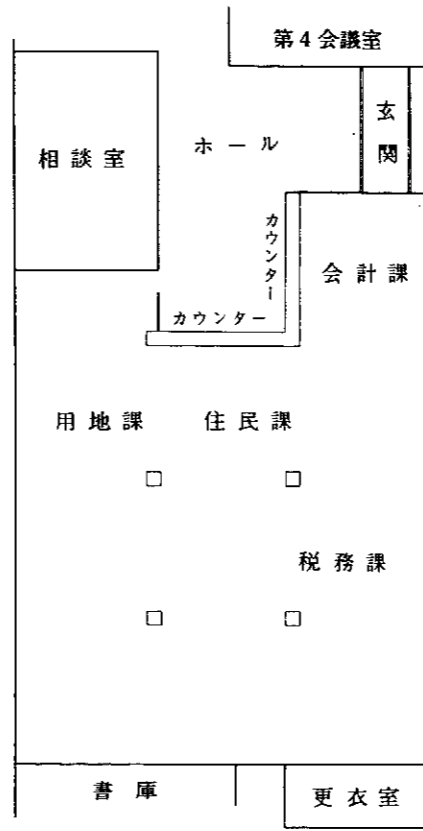 第4会議室
玄関
ホール
相談室
カウンター
会計課
カウンター
用地課
住民課
税務課
書庫
更衣室